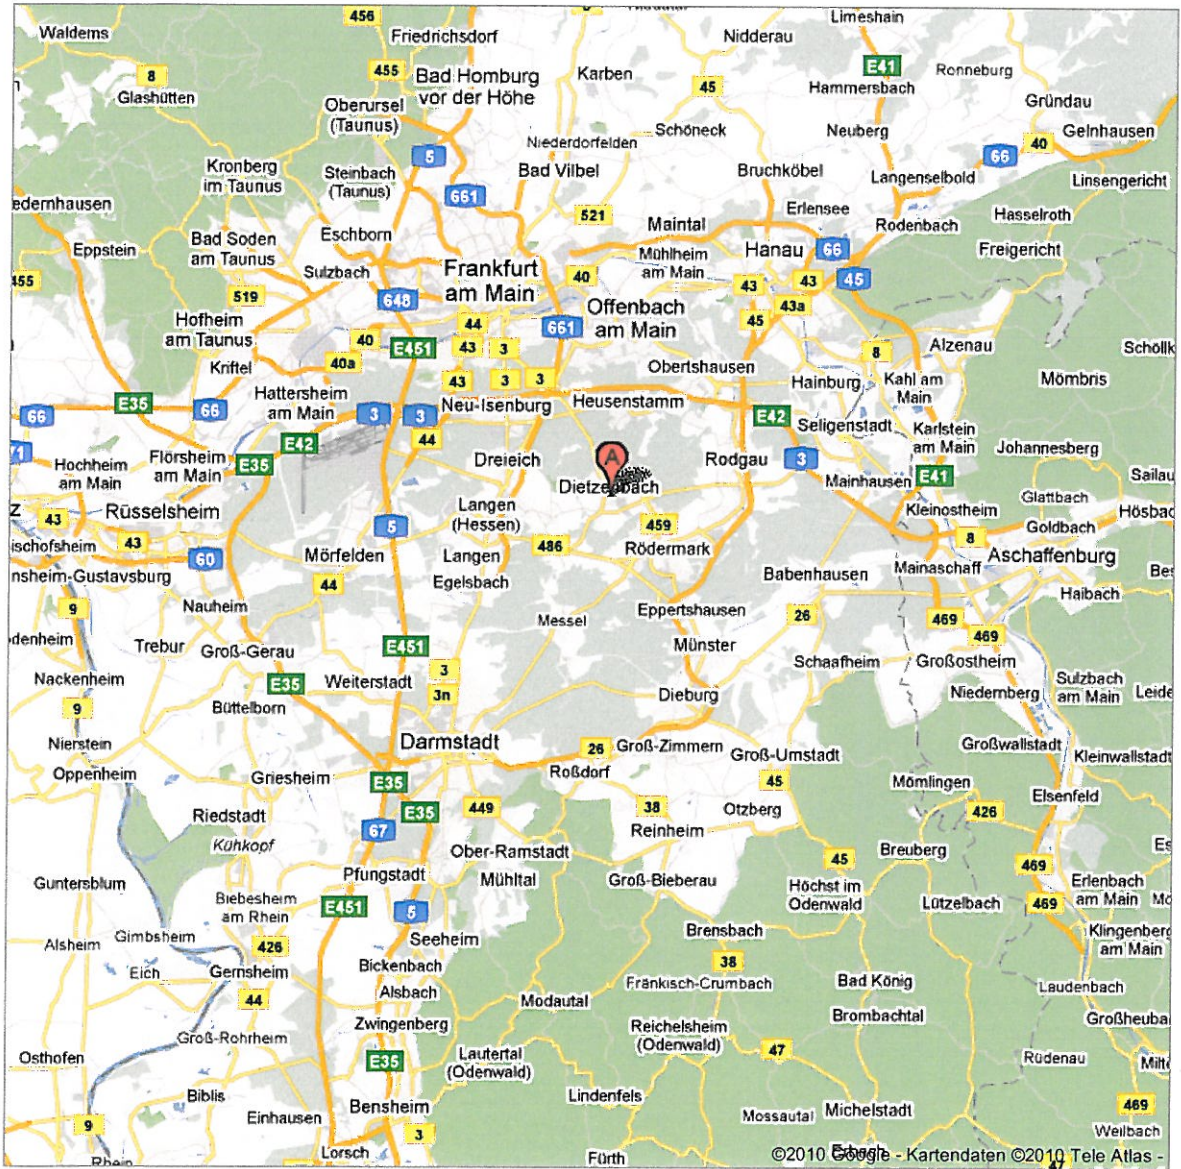 456
Limeshain
Waldems
Friedrichsdorf
Nidderau
8
455
Bad Homburg
vor der Höhe
Karben
E41
Ronneburg
Glashütten
45
Hammersbach
Oberursel
(Taunus)
Gründau
Schöneck
Neuberg
Gelnhausen
Niederdorfelden
40
5
66
Kronberg
im Taunus
Steinbach
(Taunus)
Bad Vilbel
Bruchköbel
Langenselbold
Linsengericht
661
edernhausen
521
Maintal
Erlensee
Rodenbach
Hasselroth
Eppstein
Bad Soden
am Taunus
Eschborn
Mühlheim
am Main
Hanau
66
Freigericht
Sulzbach
Frankfurt
am Main
40
43
43
45
455
519
648
Offenbach
am Main
43a
Hofheim
am Taunus
44
661
45
40
E451
43
3
8
Alzenau
Schöllk
Kriftel
40a
Obertshausen
43
3
3
Hainburg
Kahl am
Main
Mömbris
Hattersheim
am Main
E35
66
66
3
3
Neu-Isenburg
Heusenstamm
E42
Seligenstadt
Karlstein
am Main
71
E42
44
Johannesberg
Hochheim
am Main
Flörsheim
am Main
E35
Dreieich
A
Rodgau
3
Mainhausen
E41
Sailau
Dietzenbach
Glattbach
Z
43
Rüsselsheim
Langen
(Hessen)
Kleinostheim
Hösbac
5
459
Goldbach
ischofsheim
43
60
Mörfelden
Langen
486
Rödermark
8
Aschaffenburg
nsheim-Gustavsburg
44
Egelsbach
Babenhausen
Mainaschaff
Bes
Haibach
9
Nauheim
Messel
Eppertshausen
26
469
469
odenheim
Trebur
Groß-Gerau
E451
Münster
Schaafheim
Großostheim
Nackenheim
E35
Weiterstadt
3
3n
Dieburg
Niedernberg
Sulzbach
am Main
Leide
9
Büttelborn
Nierstein
Darmstadt
26
Groß-Zimmern
Groß-Umstadt
Großwallstadt
Kleinwallstadt
Oppenheim
Griesheim
E35
Roßdorf
45
Mömlingen
Elsenfeld
Riedstadt
E35
449
38
Otzberg
426
67
Reinheim
Kühkopf
Ober-Ramstadt
Breuberg
Es
Pfungstadt
Mühltal
45
469
Guntersblum
Groß-Bieberau
Höchst im
Odenwald
Erlenbach
am Main
Mo
Biebesheim
am Rhein
E451
5
Lützelbach
469
Alsheim
Gimbsheim
426
Seeheim
Brensbach
Klingenberg
am Main
Eich
Gernsheim
Bickenbach
38
Fränkisch-Crumbach
Bad König
44
Alsbach
Modautal
Laudenbach
Groß-Rohrheim
Zwingenberg
Reichelsheim
(Odenwald)
Brombachtal
Großheuba
Osthofen
E35
Lautertal
(Odenwald)
47
Rüdenau
Milte
Biblis
Lindenfels
Einhausen
Bensheim
Mossautal
Michelstadt
469
9
3
Weilbach
Rhein
Lorsch
Fürth
Erbach
47
©2010 Google - Kartendaten ©2010 Tele Atlas -